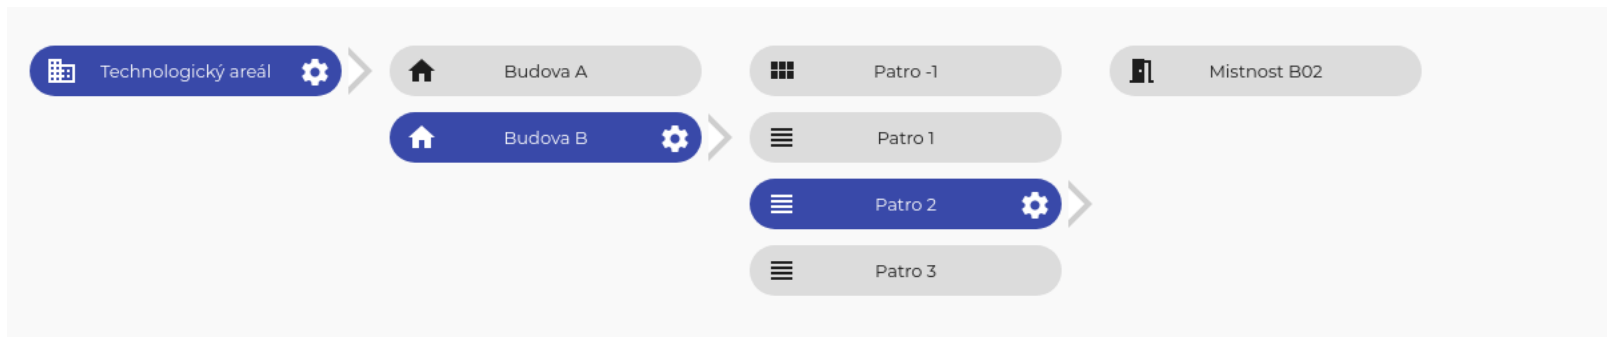 Technologický areál
Budova A
Budova B
Patro -1
Patro 1
Patro 2
Patro 3
Mistnost B02